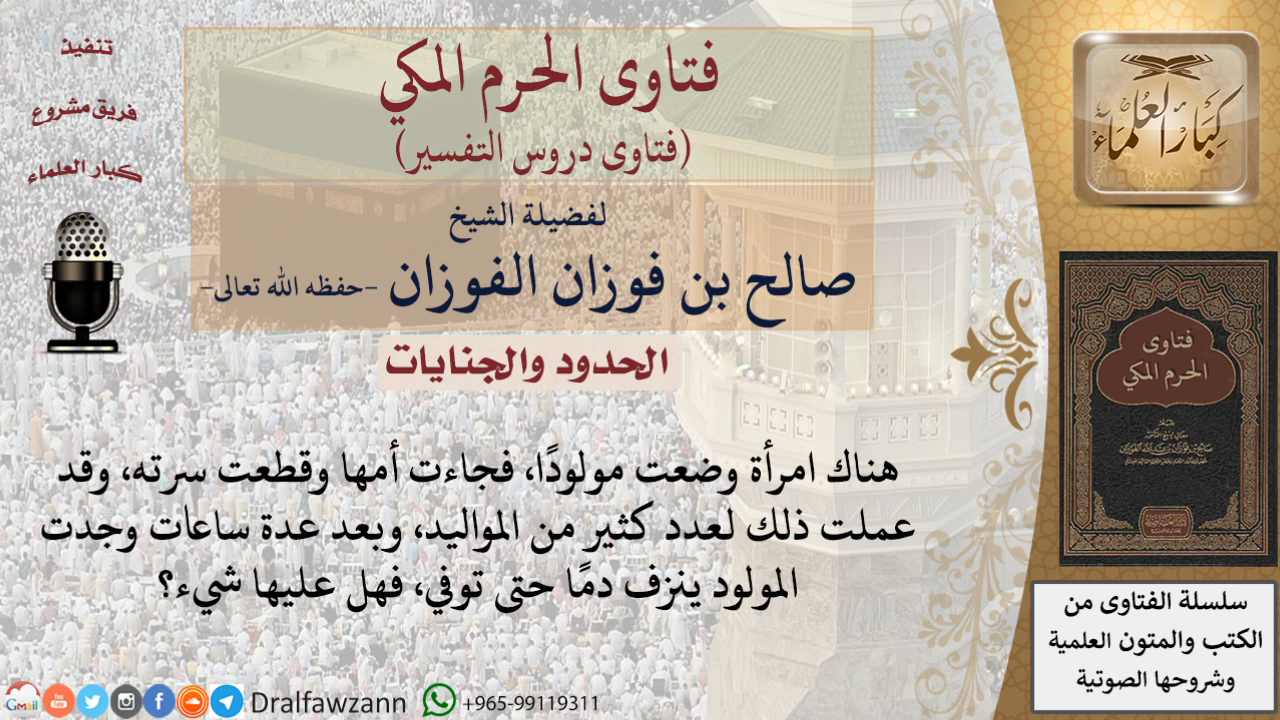 فتاوى الحرم المكي
(فتاوى دروس التفسير)
لفضيلة الشيخ
صالح بن فوزان الفوزان -حفظه الله تعالى-
الحدود والجنايات
هناك امرأة وضعت مولودًا، فجاءت أمها وقطعت سرته، وقد
عملت ذلك لعدد كثير من المواليد، وبعد عدة ساعات وجدت
المولود ينزف دمًا حتى توفي، فهل عليها شيء؟
تنفيذ
فريق مشروع
كبار العلماء
كبار العلماء
فتاوى
الحرم المكي
سلسلة الفتاوى من
الكتب والمتون العلمية
وشروحها الصوتية
Gmail
You
Tube
Dralfawzann
+965-99119311